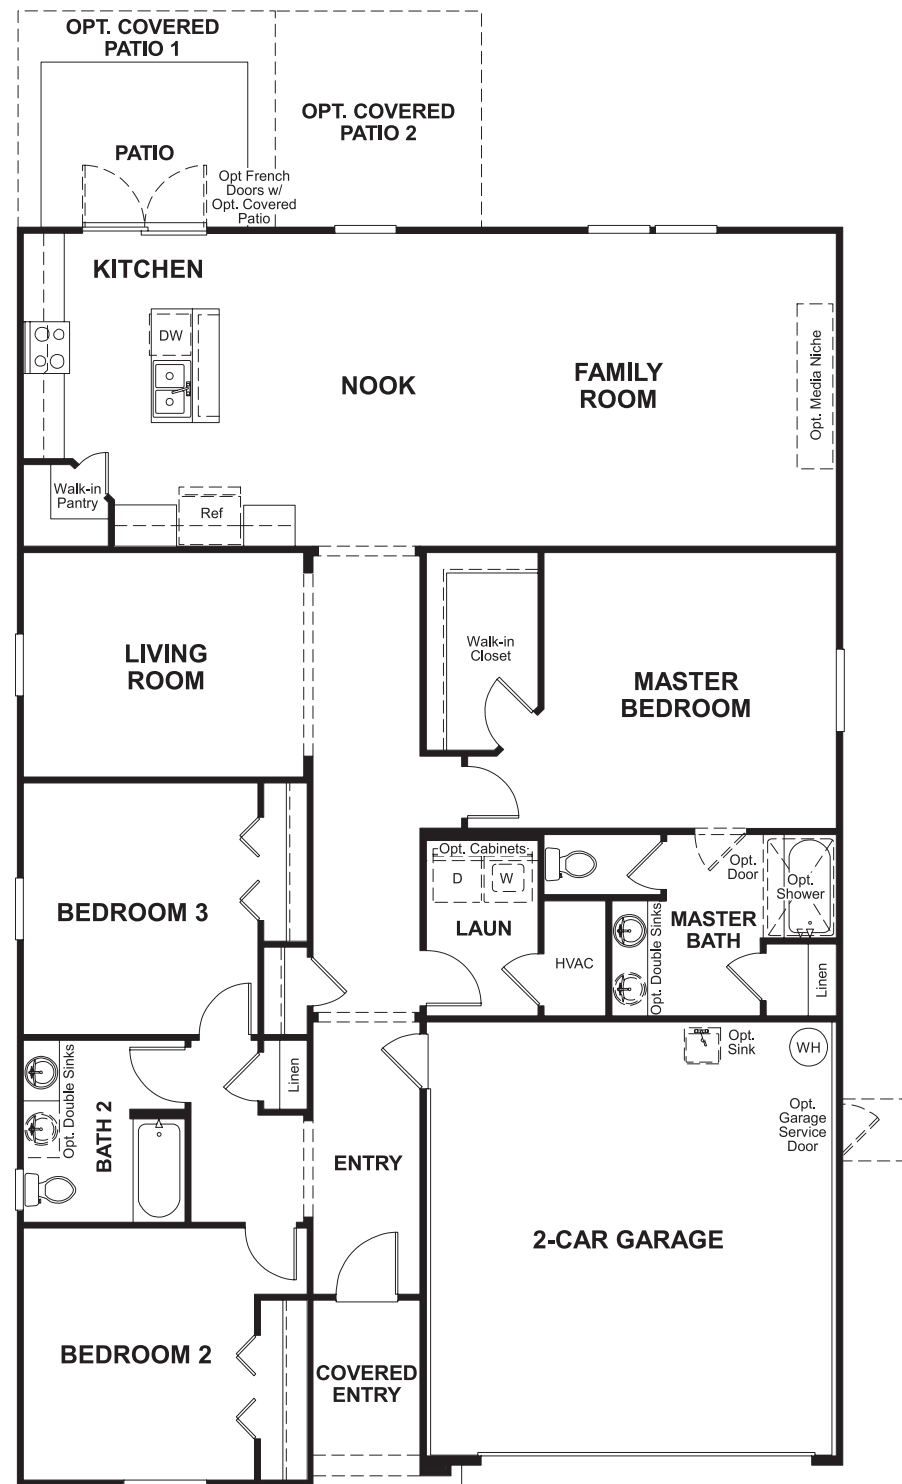 OPT. COVERED
PATIO 1
OPT. COVERED
PATIO 2
PATIO
Opt French
Doors w/
Opt. Covered
Patio
KITCHEN
DW
NOOK
FAMILY
ROOM
Opt. Media Niche
Walk-in
Pantry
Ref
LIVING
ROOM
Walk-in
Closet
MASTER
BEDROOM
Opt. Cabinets
D
W
LAUN
BEDROOM 3
HVAC
Opt. Double Sinks
MASTER
BATH
Opt.
Door
Opt.
Shower
Linen
Opt.
Sink
WH
Opt.
Garage
Service
Door
Linen
Opt. Double Sinks
BATH 2
ENTRY
2-CAR GARAGE
BEDROOM 2
COVERED
ENTRY